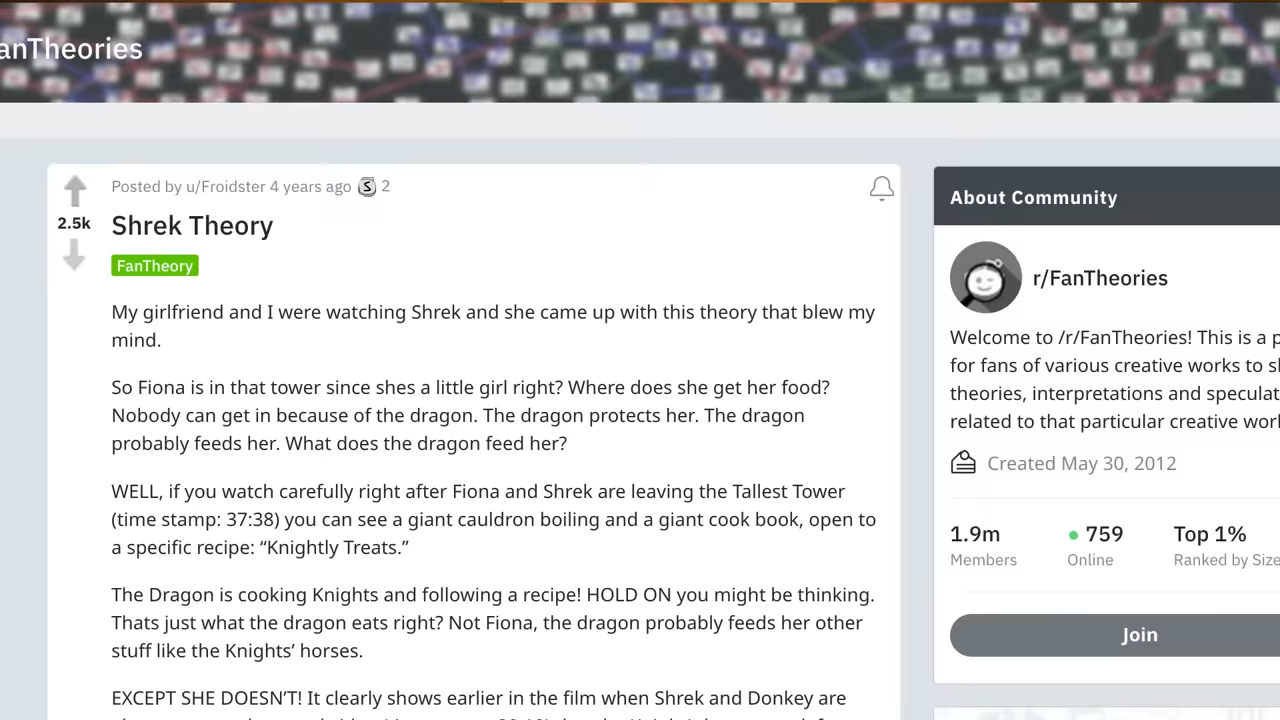 anTheories
Posted by u/Froidster 4 years ago S 2
2.5k
Shrek Theory
FanTheory
My girlfriend and I were watching Shrek and she came up with this theory that blew my
mind.
So Fiona is in that tower since shes a little girl right? Where does she get her food?
Nobody can get in because of the dragon. The dragon protects her. The dragon
probably feeds her. What does the dragon feed her?
WELL, if you watch carefully right after Fiona and Shrek are leaving the Tallest Tower
(time stamp: 37:38) you can see a giant cauldron boiling and a giant cook book, open to
a specific recipe: “Knightly Treats.”
The Dragon is cooking Knights and following a recipe! HOLD ON you might be thinking.
Thats just what the dragon eats right? Not Fiona, the dragon probably feeds her other
stuff like the Knights’ horses.
EXCEPT SHE DOESN’T! It clearly shows earlier in the film when Shrek and Donkey are
About Community
r/FanTheories
Welcome to /r/FanTheories! This is a p
for fans of various creative works to sh
theories, interpretations and speculat
related to that particular creative worl
Created May 30, 2012
1.9m 759 Top 1%
Members Online Ranked by Size
Join